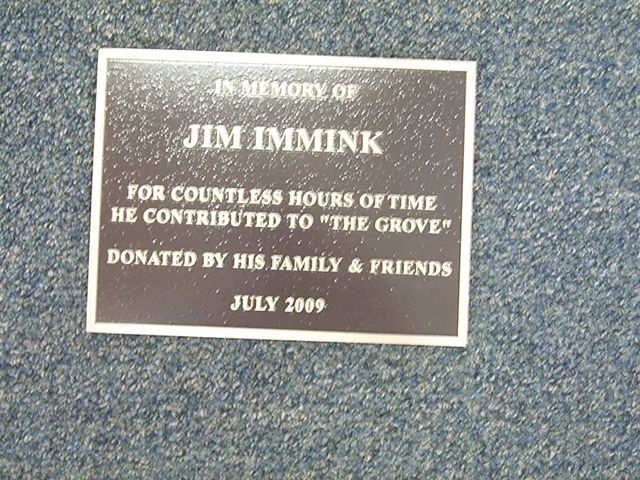 IN MEMORY OF
JIM IMMINK
FOR COUNTLESS HOURS OF TIME
HE CONTRIBUTED TO "THE GROVE"
DONATED BY HIS FAMILY & FRIENDS
JULY 2009